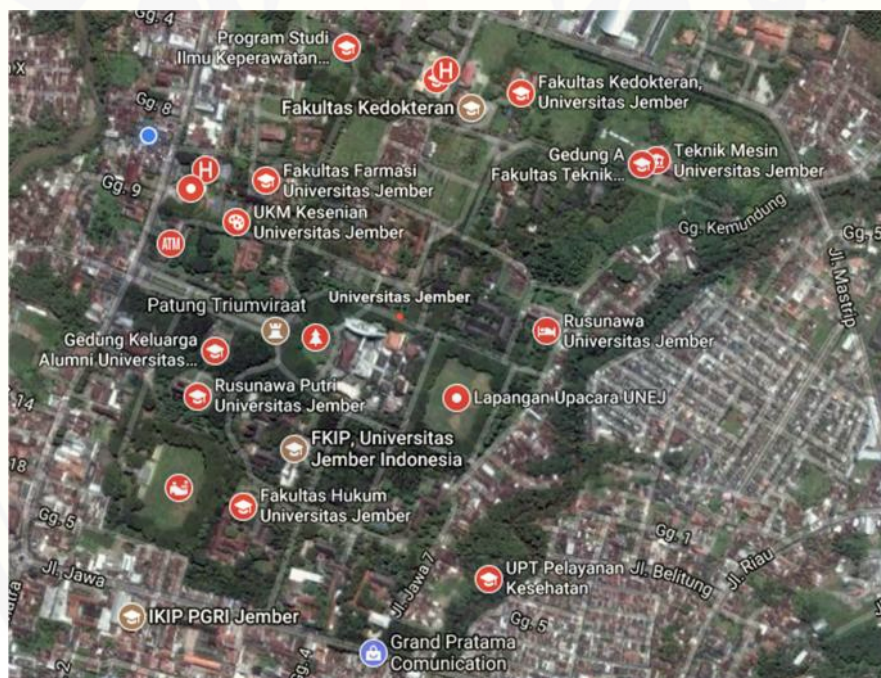 Gg. 4
Program Studi
Ilmu Keperawatan...
H
Fakultas Kedokteran
Fakultas Kedokteran,
Universitas Jember
Gg. 8
Gg. 9
H
Fakultas Farmasi
Universitas Jember
Gedung A
Fakultas Teknik...
Teknik Mesin
Universitas Jember
UKM Kesenian
Universitas Jember
ATM
Gg. Kemundung
Gg. 5
Jl. Mastrip
Patung Triumviraat
Universitas Jember
Gedung Keluarga
Alumni Universitas...
Rusunawa
Universitas Jember
Rusunawa Putri
Universitas Jember
Lapangan Upacara UNEJ
14
FKIP, Universitas
Jember Indonesia
18
Fakultas Hukum
Universitas Jember
Gg. 5
Gg. 1
Jl. Jawa
Jl. Jawa 7
UPT Pelayanan
Kesehatan
Jl. Belitung
Jl. Riau
IKIP PGRI Jember
Gg. 5
Gg. 4
2
Grand Pratama
Comunication